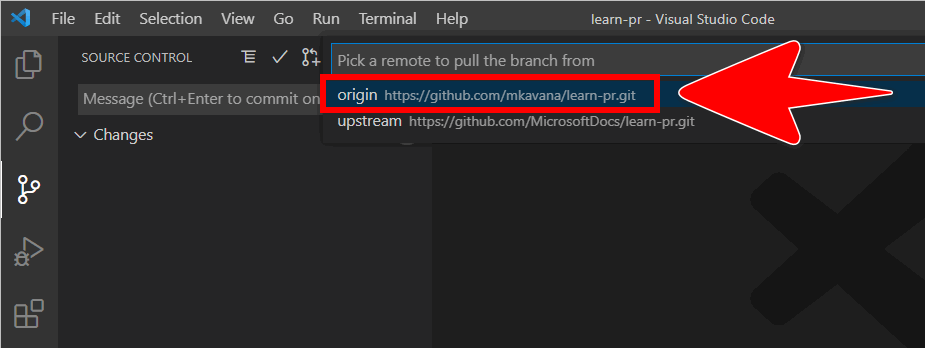 File Edit Selection View Go Run Terminal Help learn-pr - Visual Studio Code
SOURCE CONTROL
Pick a remote to pull the branch from
Message (Ctrl+Enter to commit on
origin https://github.com/mkavana/learn-pr.git
upstream https://github.com/MicrosoftDocs/learn-pr.git
Changes